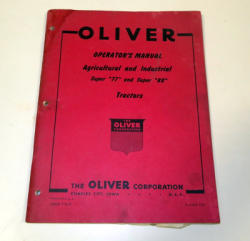 OLIVER
OPERATOR'S MANUAL
Agricultural and Industrial
Super "77" and Super "88"
Tractors
THE
OLIVER
CORPORATION
THE OLIVER CORPORATION
CHARLES CITY, IOWA U.S.A.